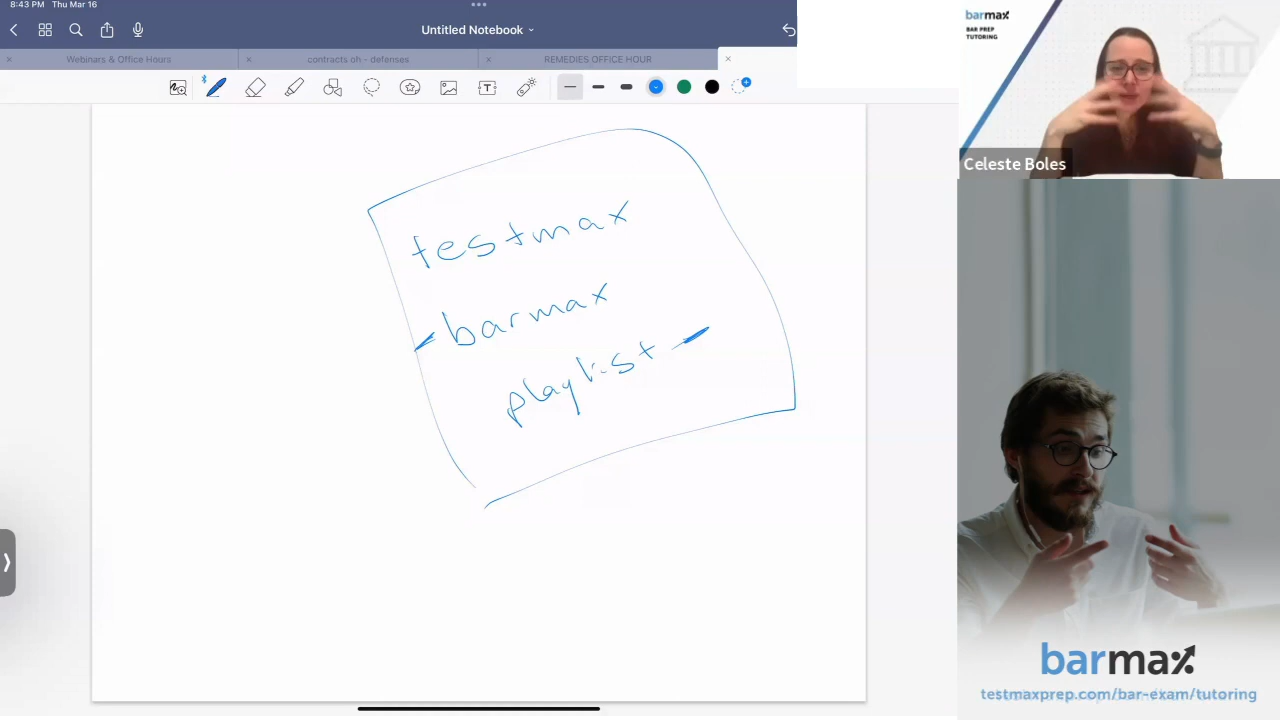 8:43 PM Thu Mar 16
Untitled Notebook
Webinars & Office Hours
contracts oh - defenses
REMEDIES OFFICE HOUR
testmax
barmax
playlist
barmax
BAR PREP
TUTORING
Celeste Boles
barmax
testmaxprep.com/bar-exam/tutoring